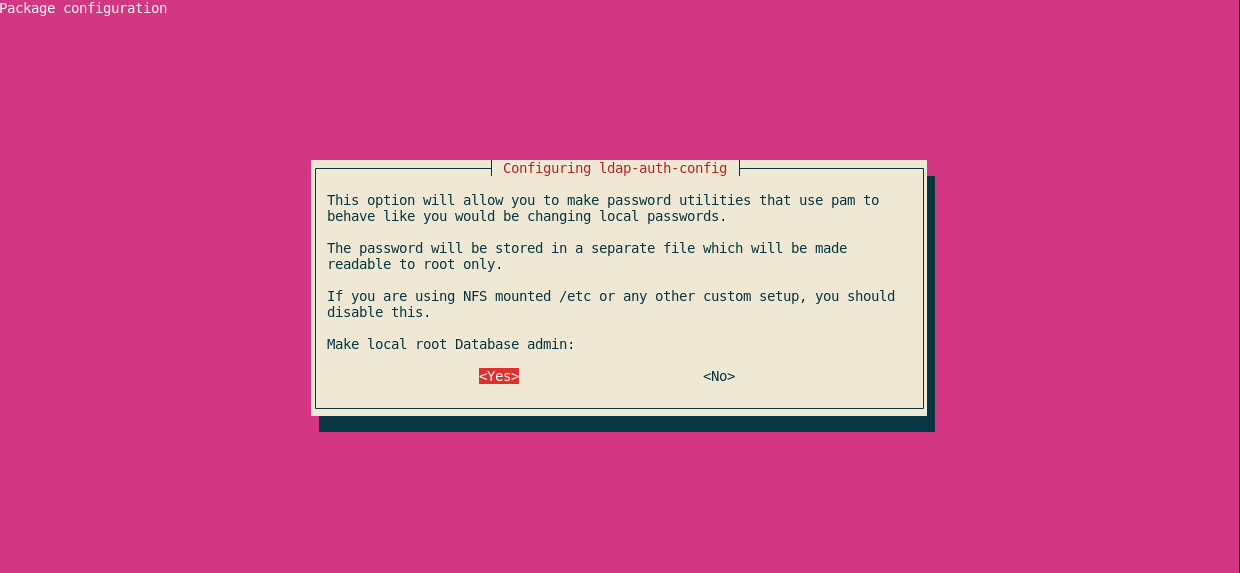 Package configuration
Configuring ldap-auth-config
This option will allow you to make password utilities that use pam to
behave like you would be changing local passwords.
The password will be stored in a separate file which will be made
readable to root only.
If you are using NFS mounted /etc or any other custom setup, you should
disable this.
Make local root Database admin:
<Yes> <No>